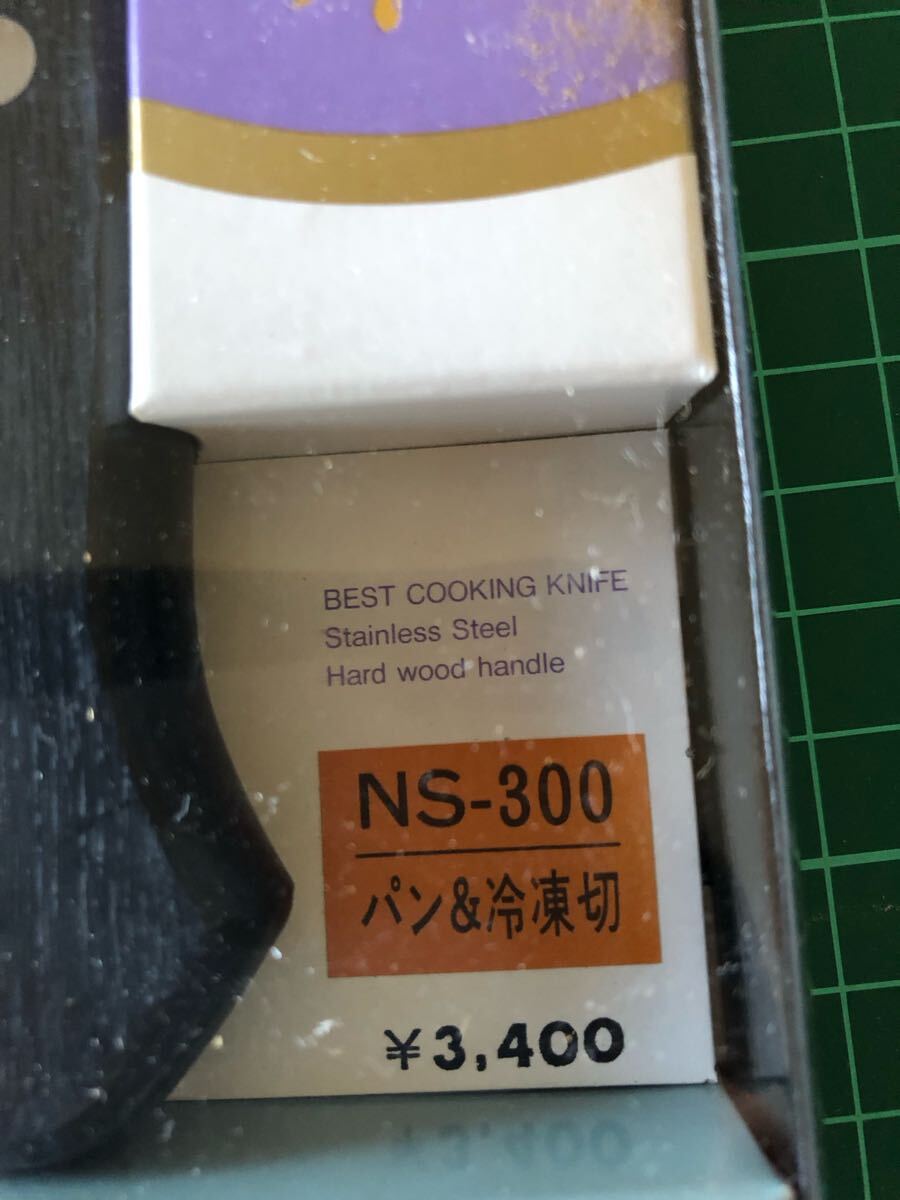 BEST COOKING KNIFE
Stainless Steel
Hard wood handle
NS-300
パン&冷凍切
¥3,400